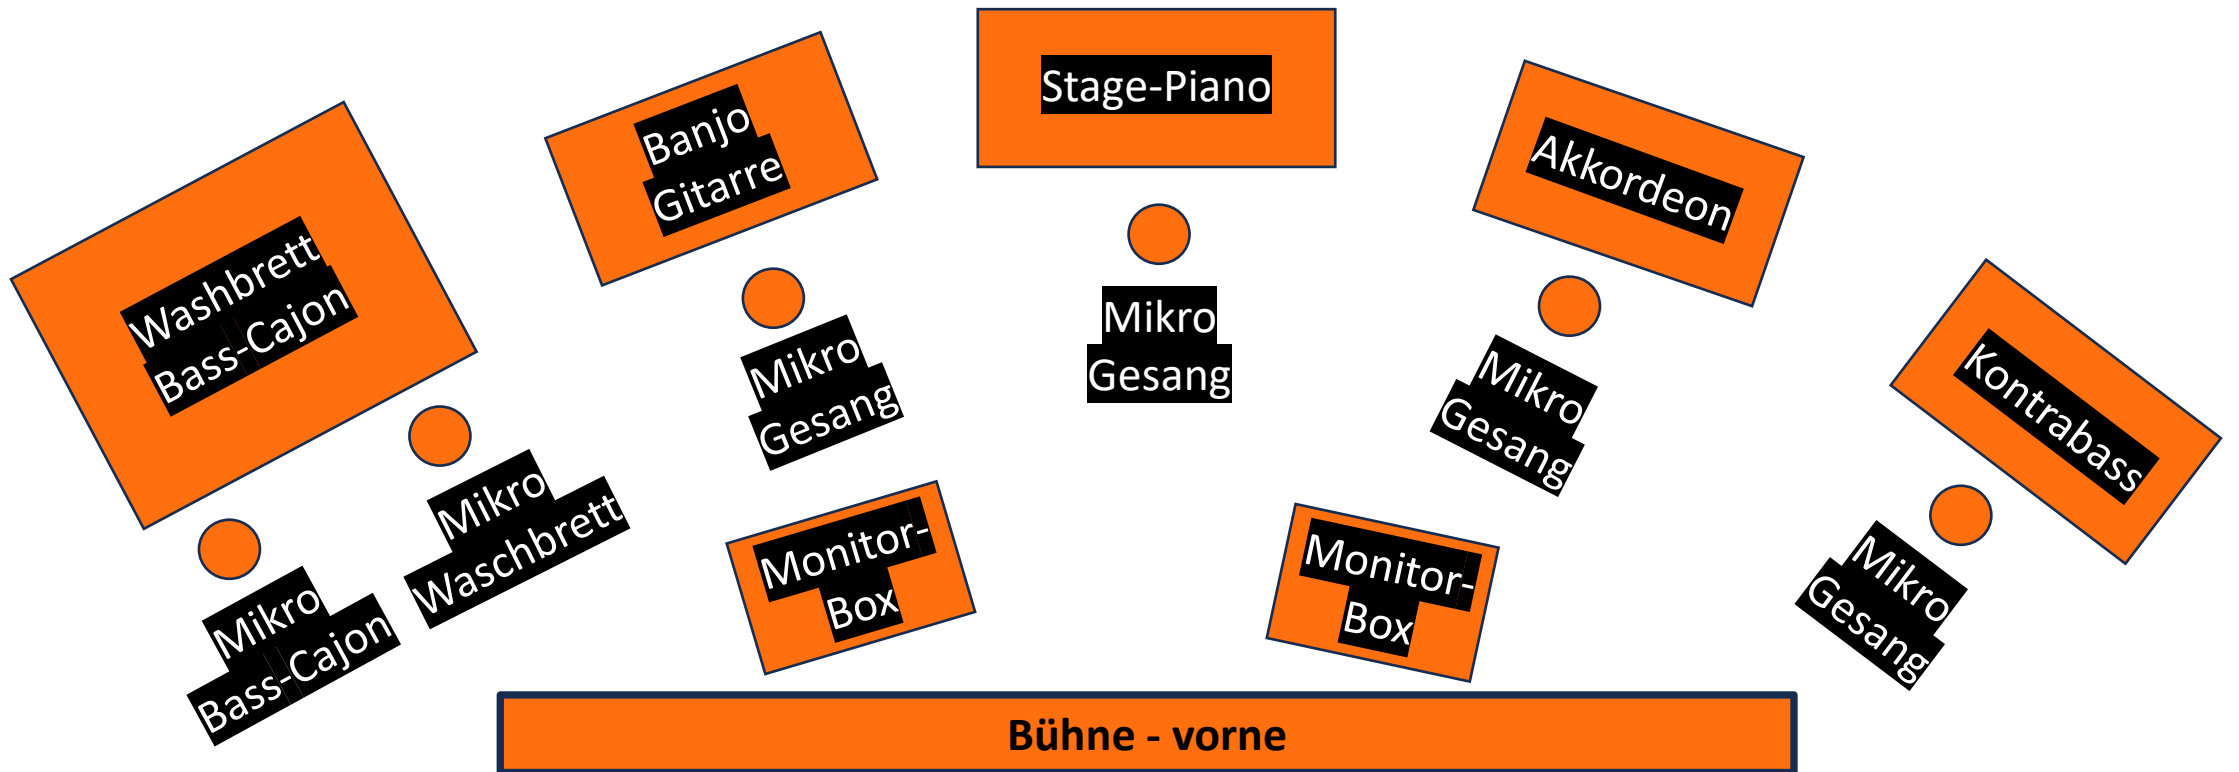 Stage-Piano
Banjo
Gitarre
Akkordeon
Washbrett
Bass-Cajon
Kontrabass
Mikro
Gesang
Mikro
Gesang
Mikro
Gesang
Mikro
Waschbrett
Mikro
Gesang
Mikro
Bass-Cajon
Monitor-
Box
Monitor-
Box
Bühne - vorne